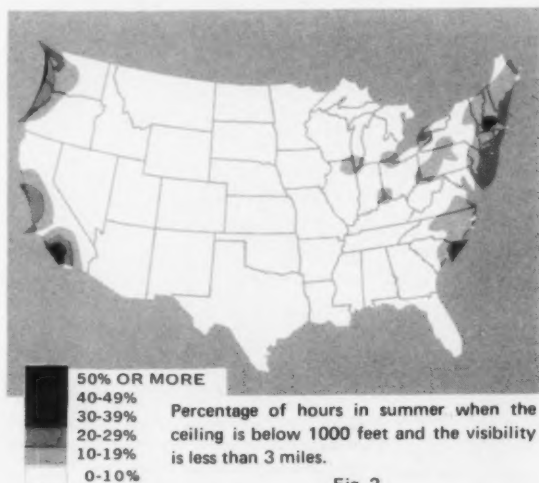 50% OR MORE
40-49%
30-39%
20-29%
10-19%
0-10%
Percentage of hours in summer when the
ceiling is below 1000 feet and the visibility
is less than 3 miles.